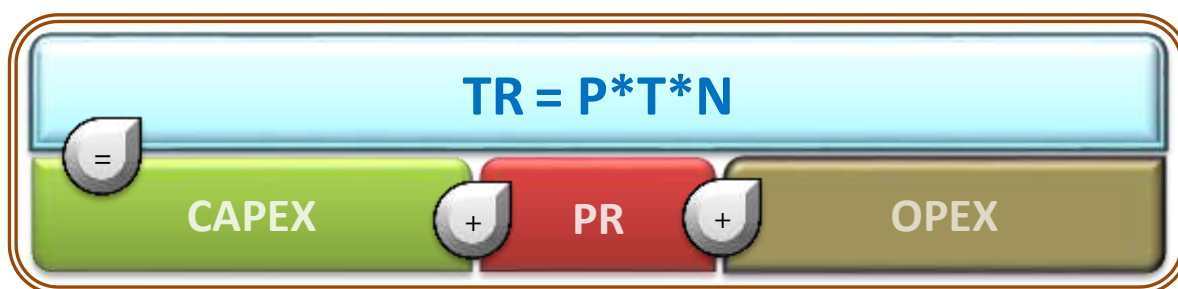 TR = P*T*N
=
CAPEX + PR + OPEX